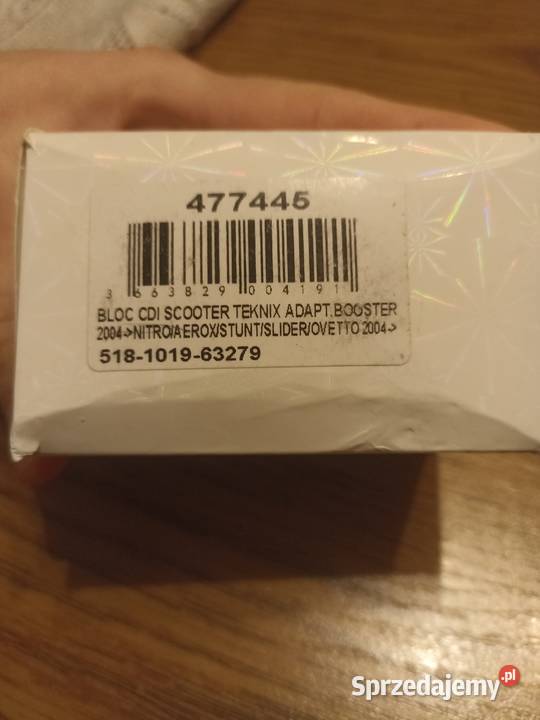 477445
3 663829 004191
BLOC CDI SCOOTER TEKNIX ADAPT.BOOSTER
2004->NITRO/AEROX/STUNT/SLIDER/OVETTO 2004->
518-1019-63279
Sprzedajemy.pl